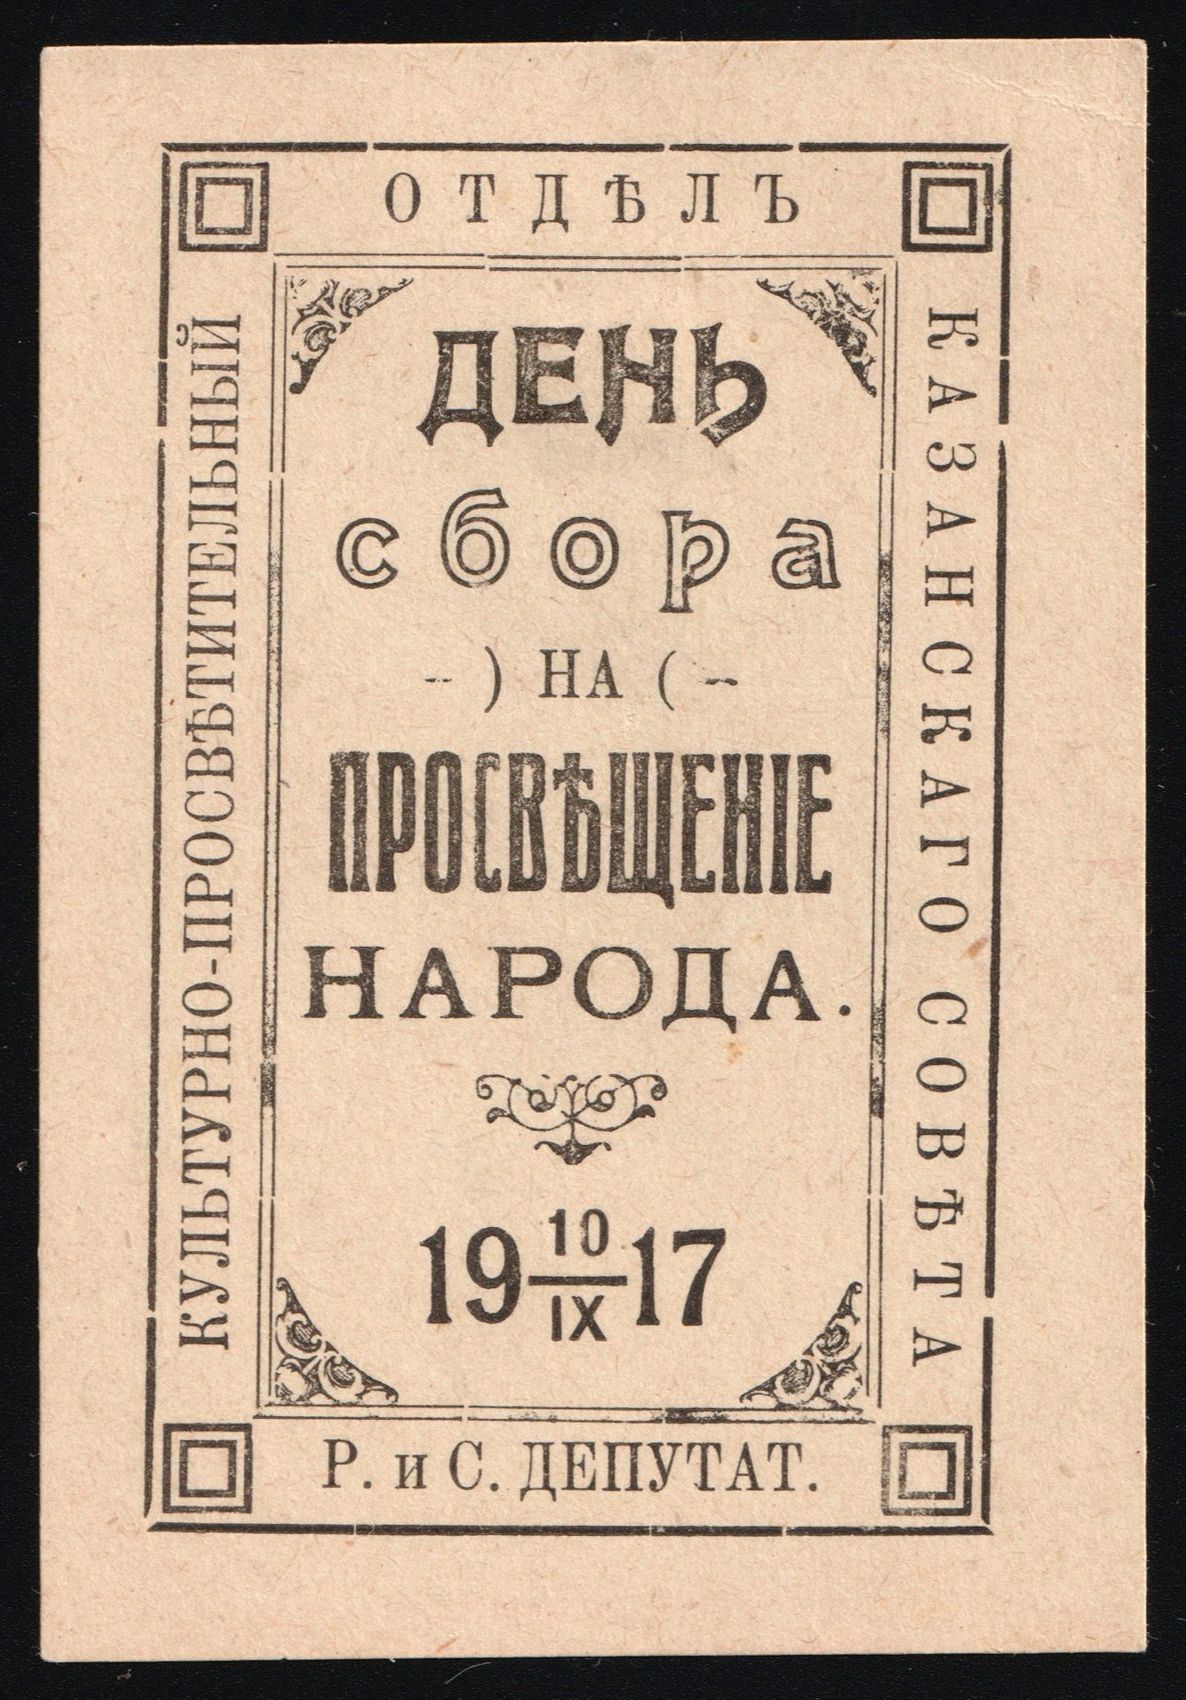 КУЛЬТУРНО-ПРОСВѢТИТЕЛЬНЫЙ
ОТДѢЛЪ
КАЗАНСКАГО СОВѢТА
Р. и С. ДЕПУТАТ.
ДЕНЬ
сбора
-) НА (-
ПРОСВѢЩЕНІЕ
НАРОДА.
19 10/IX 17